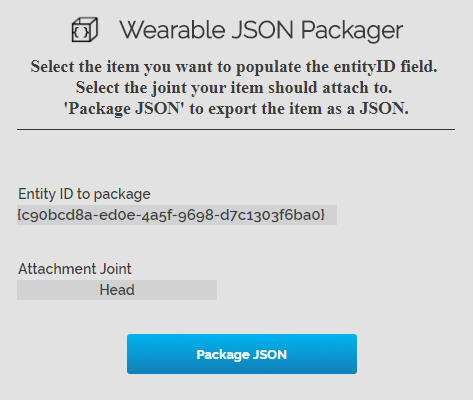 Wearable JSON Packager
Select the item you want to populate the entityID field.
Select the joint your item should attach to.
'Package JSON' to export the item as a JSON.
Entity ID to package
{c90bcd8a-ed0e-4a5f-9698-d7c1303f6ba0}
Attachment Joint
Head
Package JSON